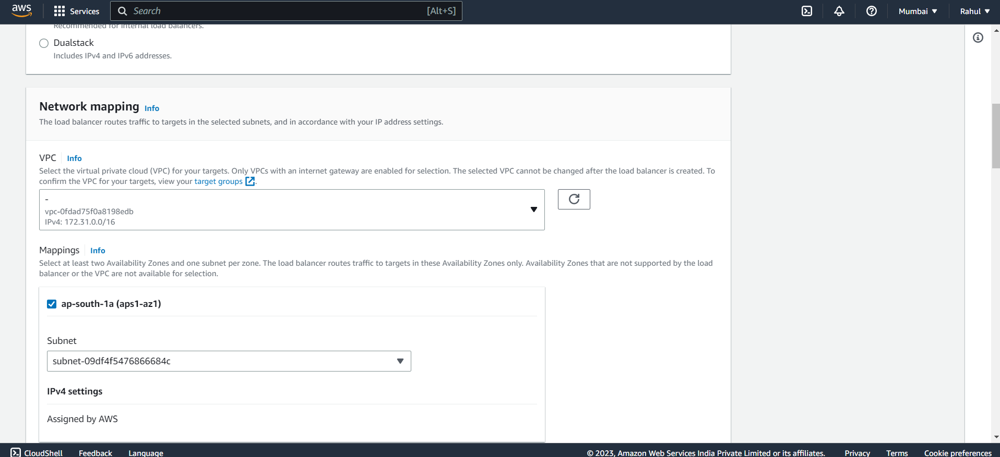 aws
Services
Search
[Alt+S]
Mumbai
Rahul
Recommended for internal load balancers.
Dualstack
Includes IPv4 and IPv6 addresses.
Network mapping Info
The load balancer routes traffic to targets in the selected subnets, and in accordance with your IP address settings.
VPC Info
Select the virtual private cloud (VPC) for your targets. Only VPCs with an internet gateway are enabled for selection. The selected VPC cannot be changed after the load balancer is created. To
confirm the VPC for your targets, view your target groups.
-
vpc-0fdad75f0a8198edb
IPv4: 172.31.0.0/16
Mappings Info
Select at least two Availability Zones and one subnet per zone. The load balancer routes traffic to targets in these Availability Zones only. Availability Zones that are not supported by the load
balancer or the VPC are not available for selection.
ap-south-1a (aps1-az1)
Subnet
subnet-09df4f5476866684c
IPv4 settings
Assigned by AWS
CloudShell Feedback Language © 2023, Amazon Web Services India Private Limited or its affiliates. Privacy Terms Cookie preferences